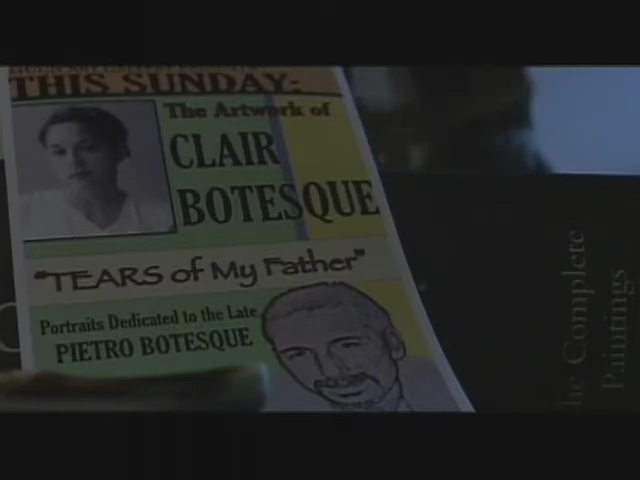 THIS SUNDAY:
The Artwork of
CLAIR
BOTESQUE
"TEARS of My Father"
Portraits Dedicated to the Late
PIETRO BOTESQUE
The Complete
Paintings